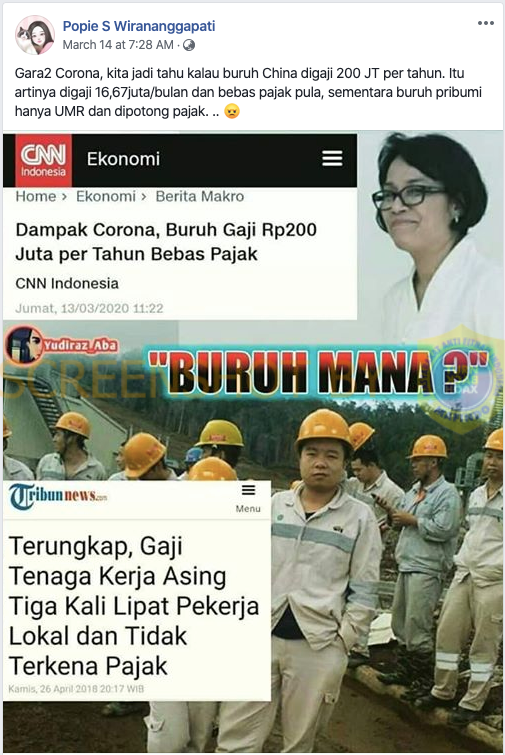 Popie S Wirananggapati
March 14 at 7:28 AM ·
Gara2 Corona, kita jadi tahu kalau buruh China digaji 200 JT per tahun. Itu
artinya digaji 16,67juta/bulan dan bebas pajak pula, sementara buruh pribumi
hanya UMR dan dipotong pajak. .. 😠
CNN
Indonesia
Ekonomi
Home > Ekonomi > Berita Makro
Dampak Corona, Buruh Gaji Rp200
Juta per Tahun Bebas Pajak
CNN Indonesia
Jumat, 13/03/2020 11:22
Yudiraz_Aba
"BURUH MANA ?"
Tribunnews.com
Menu
Terungkap, Gaji
Tenaga Kerja Asing
Tiga Kali Lipat Pekerja
Lokal dan Tidak
Terkena Pajak
Kamis, 26 April 2018 20:17 WIB